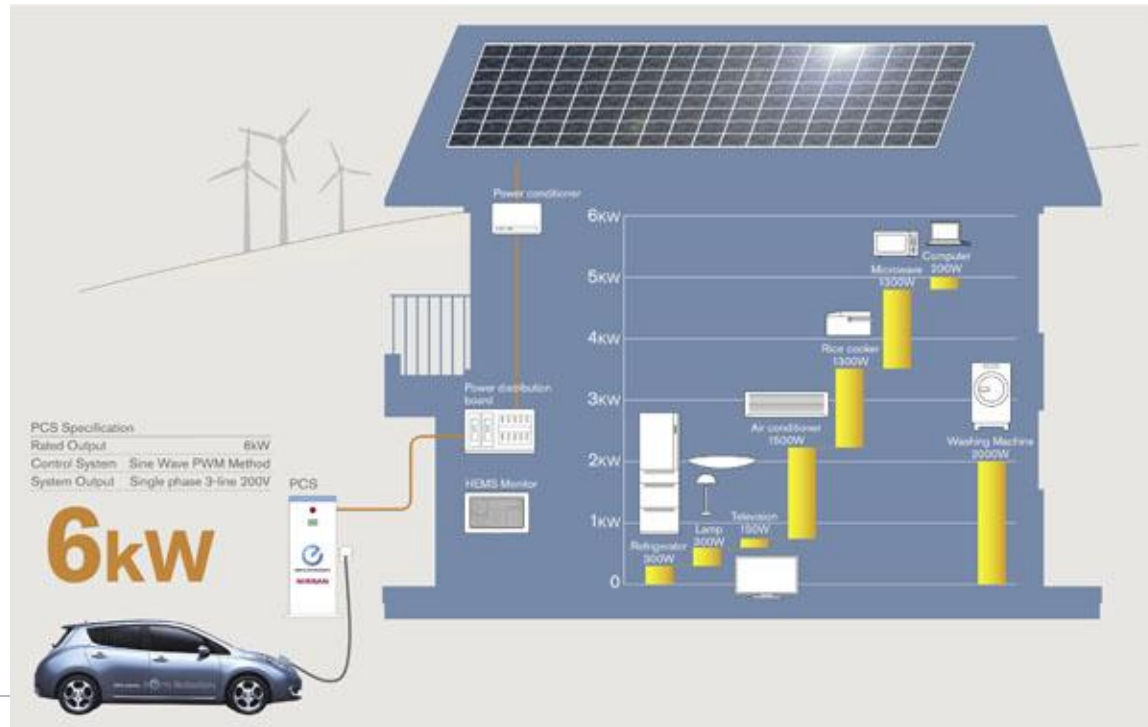 Power conditioner
6KW
5KW
4KW
3KW
2KW
1KW
0
Computer
200W
Microwave
1300W
Rice cooker
1300W
Air conditioner
1500W
Washing Machine
2000W
Television
150W
Lamp
300W
Refrigerator
300W
Power distribution
board
HEMS Monitor
PCS Specification
Rated Output 6kW
Control System Sine Wave PWM Method
System Output Single phase 3-line 200V
PCS
NISSAN
6kW